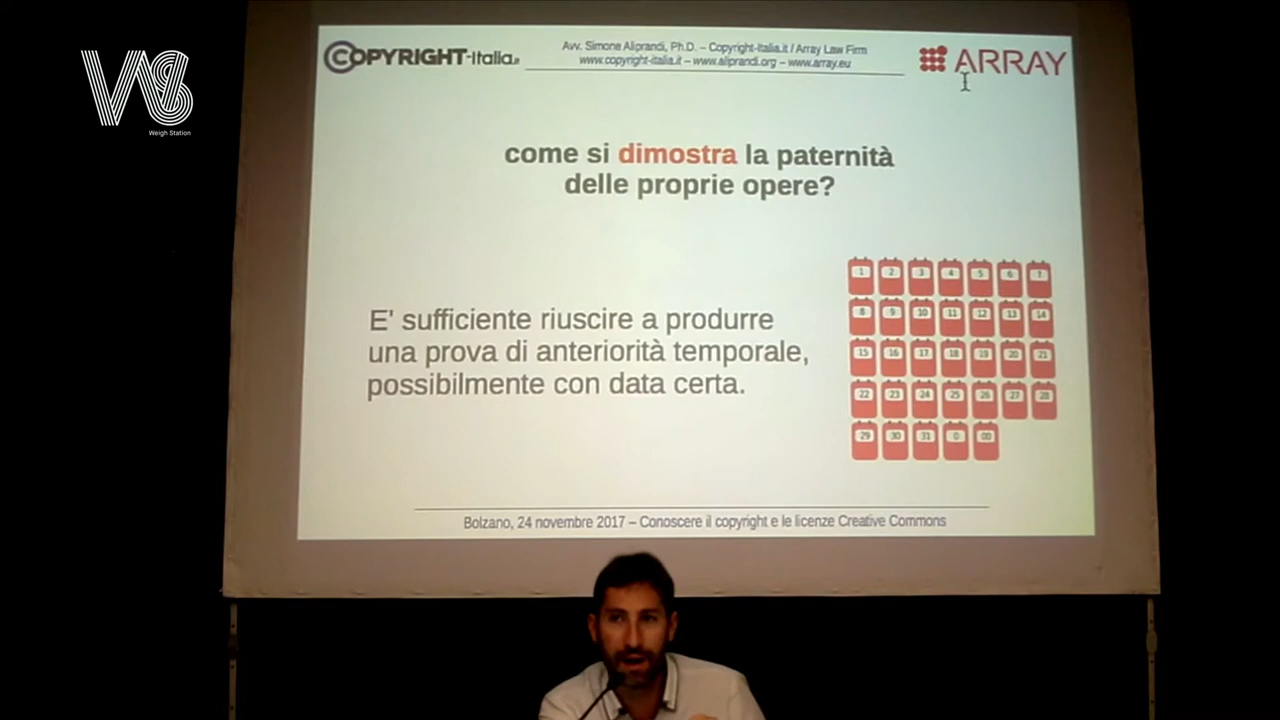 WS
Weigh Station
COPYRIGHT-Italia.it
Avv. Simone Aliprandi, Ph.D. – Copyright-Italia.it / Array Law Firm
www.copyright-italia.it – www.aliprandi.org – www.array.eu
ARRAY
come si dimostra la paternità
delle proprie opere?
E' sufficiente riuscire a produrre
una prova di anteriorità temporale,
possibilmente con data certa.
1 2 3 4 5 6 7
8 9 10 11 12 13 14
15 16 17 18 19 20 21
22 23 24 25 26 27 28
29 30 31 0 00
Bolzano, 24 novembre 2017 – Conoscere il copyright e le licenze Creative Commons